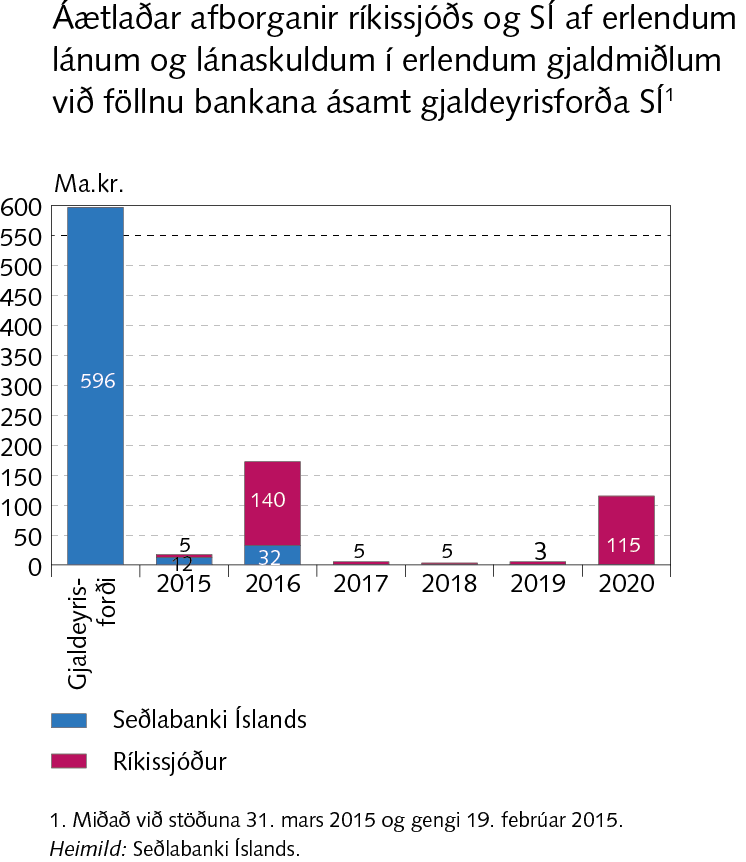 Áætlaðar afborganir ríkissjóðs og SÍ af erlendum
lánum og lánaskuldum í erlendum gjaldmiðlum
við föllnu bankana ásamt gjaldeyrisforða SÍ1
Ma.kr.
600
550
500
450
400
350
300
250
200
150
100
50
0
596
5
12
140
32
5
5
3
115
Gjaldeyris-
forði
2015
2016
2017
2018
2019
2020
Seðlabanki Íslands
Ríkissjóður
1. Miðað við stöðuna 31. mars 2015 og gengi 19. febrúar 2015.
Heimild: Seðlabanki Íslands.